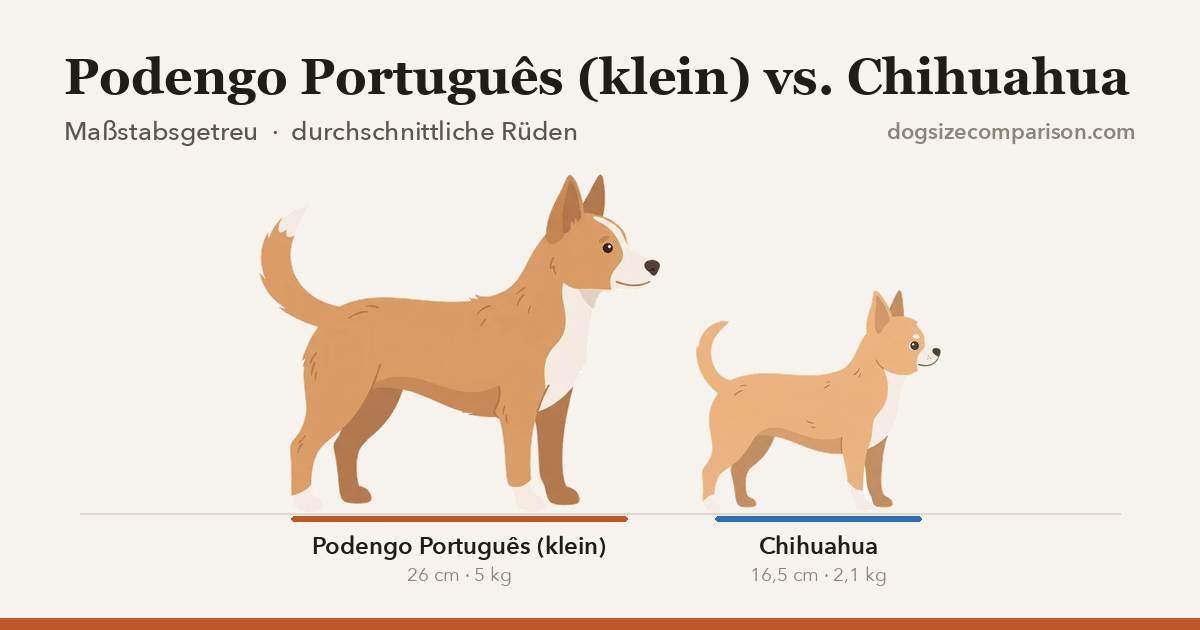 Podengo Português (klein) vs. Chihuahua
Maßstabsgetreu · durchschnittliche Rüden
dogsizecomparison.com
Podengo Português (klein)
26 cm · 5 kg
Chihuahua
16,5 cm · 2,1 kg